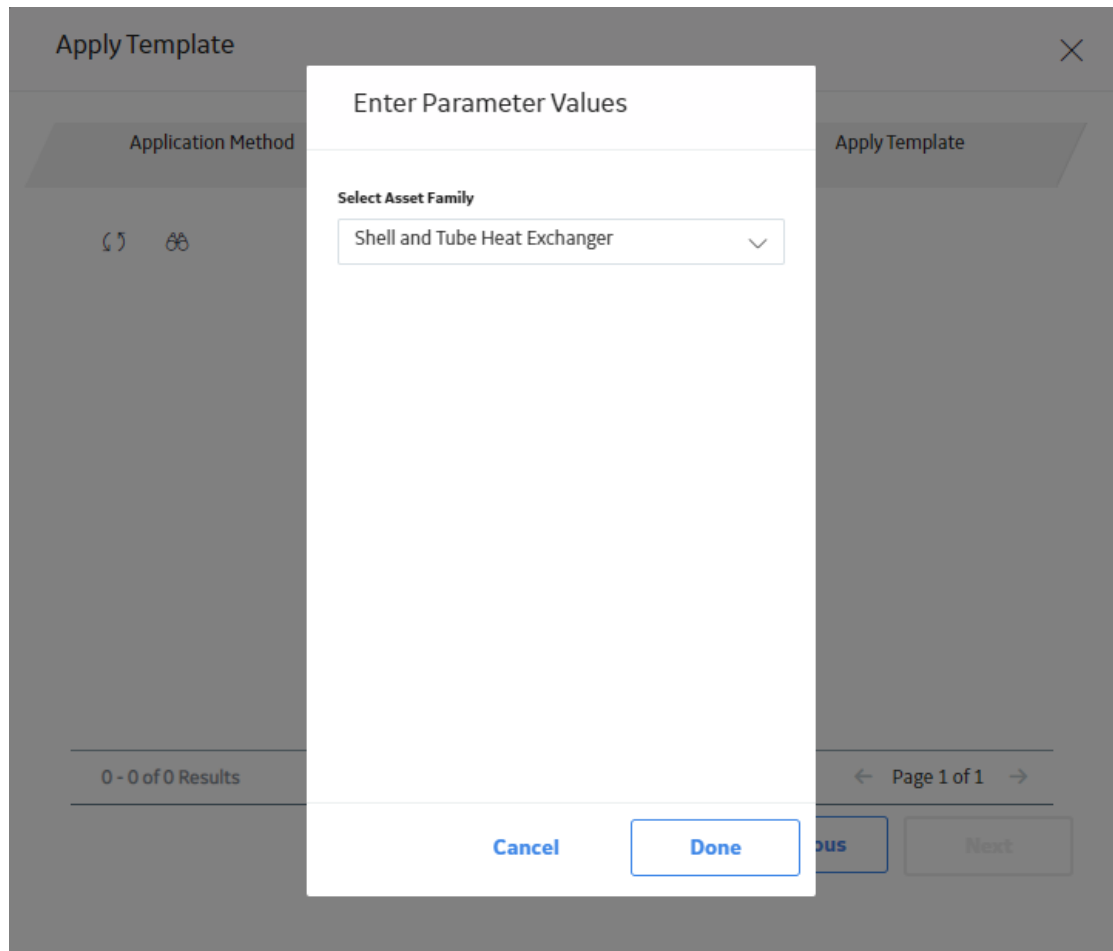 Apply Template
Enter Parameter Values
Application Method
Apply Template
Select Asset Family
Shell and Tube Heat Exchanger
0 - 0 of 0 Results
Page 1 of 1
Cancel
Done
Next